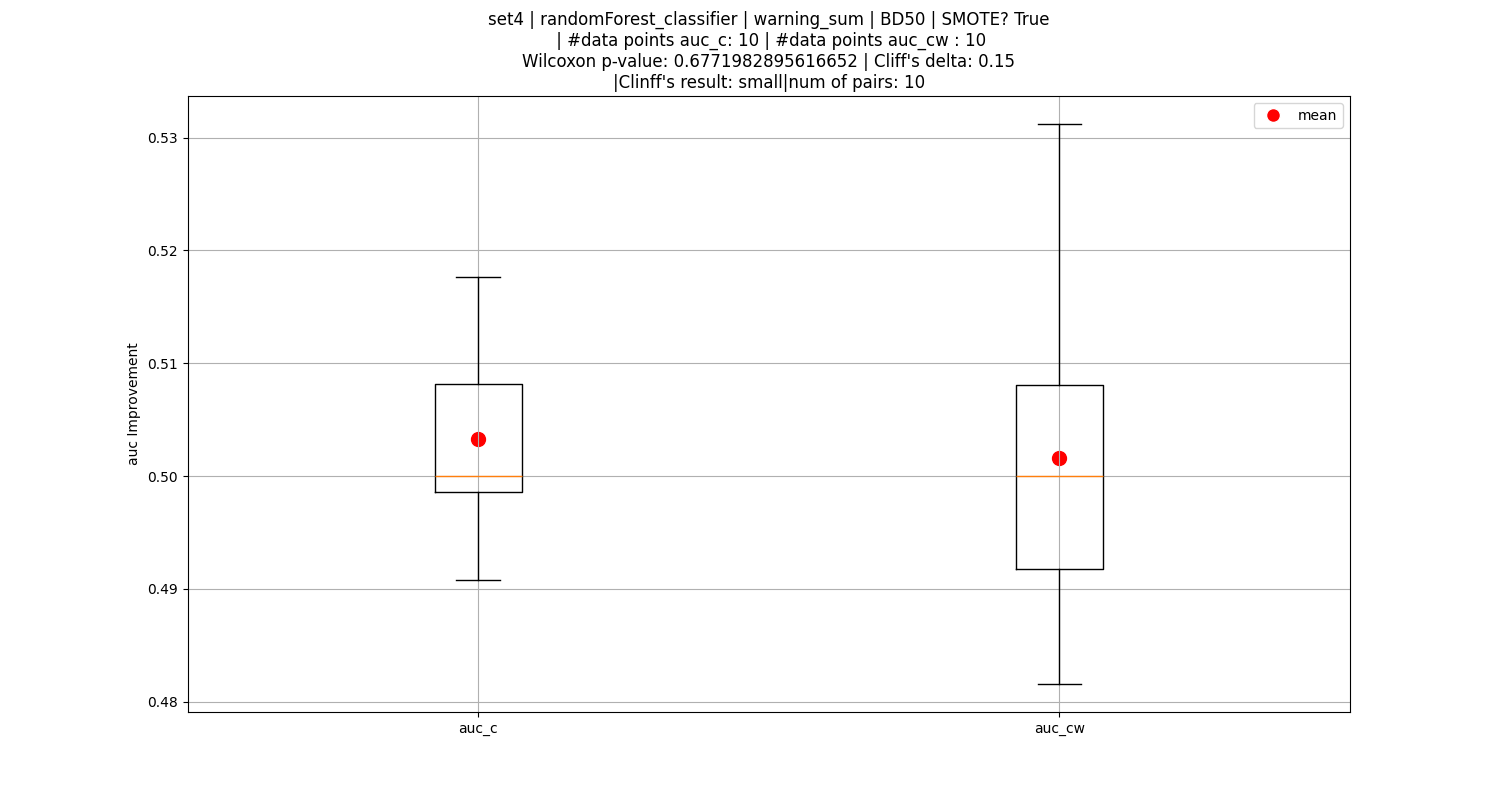 set4 | randomForest_classifier | warning_sum | BD50 | SMOTE? True
| #data points auc_c: 10 | #data points auc_cw : 10
Wilcoxon p-value: 0.6771982895616652 | Cliff's delta: 0.15
|Clinff's result: small|num of pairs: 10
mean
0.53
0.52
0.51
0.50
0.49
0.48
auc Improvement
auc_c
auc_cw